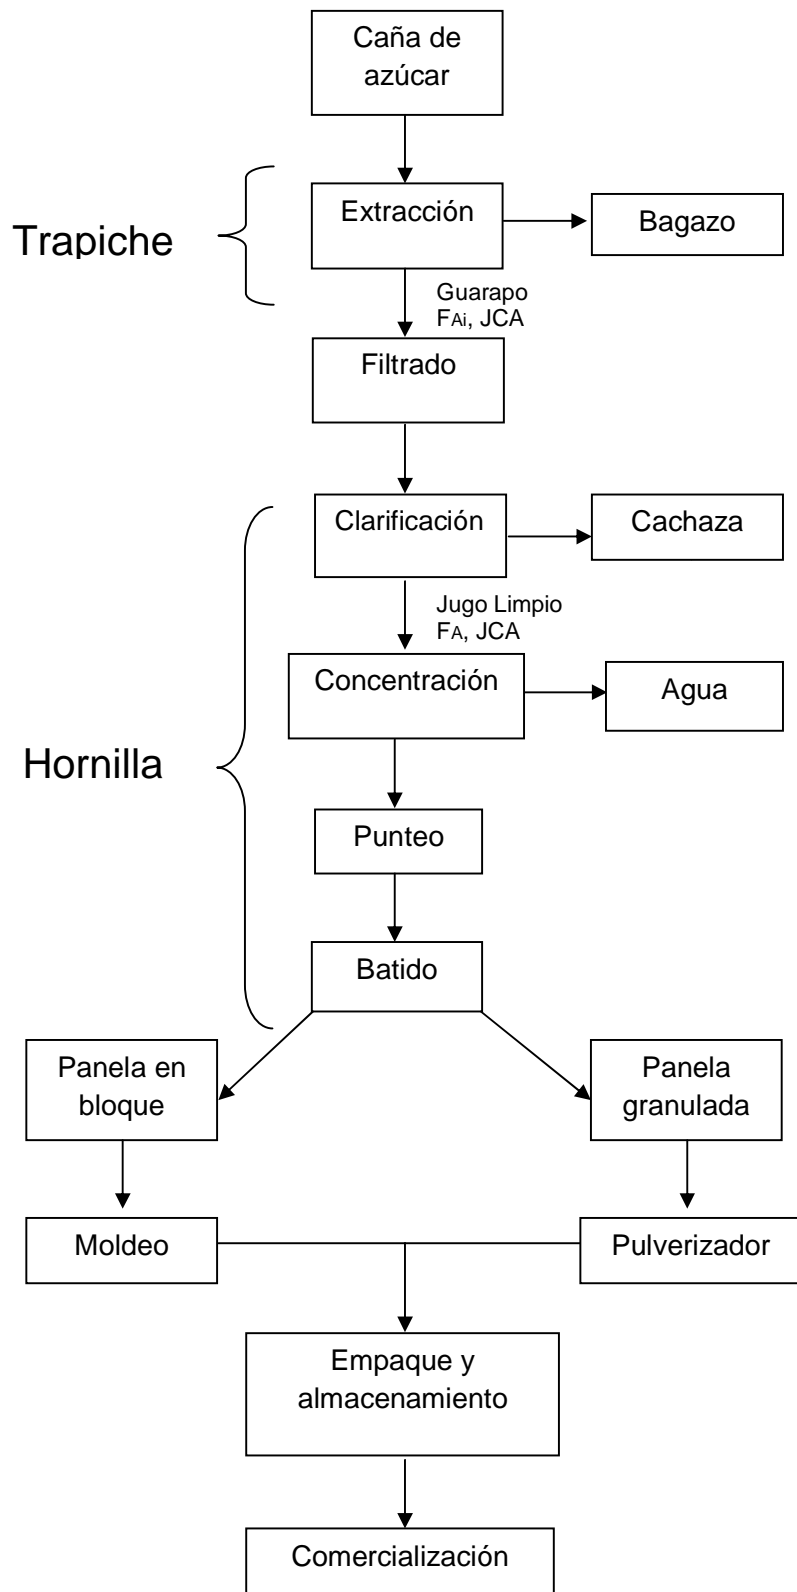 Caña de
azúcar
Trapiche
Extracción
Bagazo
Guarapo
FAi, JCA
Filtrado
Clarificación
Cachaza
Jugo Limpio
FA, JCA
Concentración
Agua
Hornilla
Punteo
Batido
Panela en
bloque
Panela
granulada
Moldeo
Pulverizador
Empaque y
almacenamiento
Comercialización